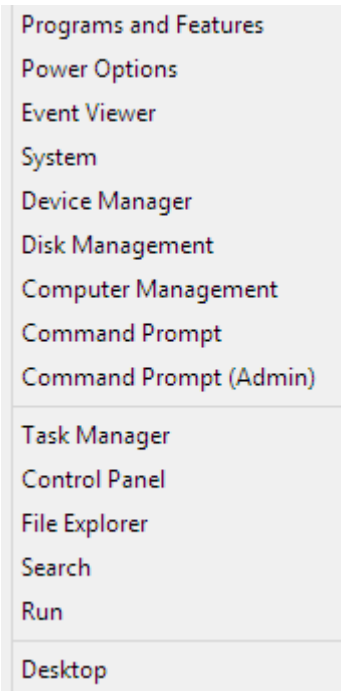 Programs and Features
Power Options
Event Viewer
System
Device Manager
Disk Management
Computer Management
Command Prompt
Command Prompt (Admin)
Task Manager
Control Panel
File Explorer
Search
Run
Desktop